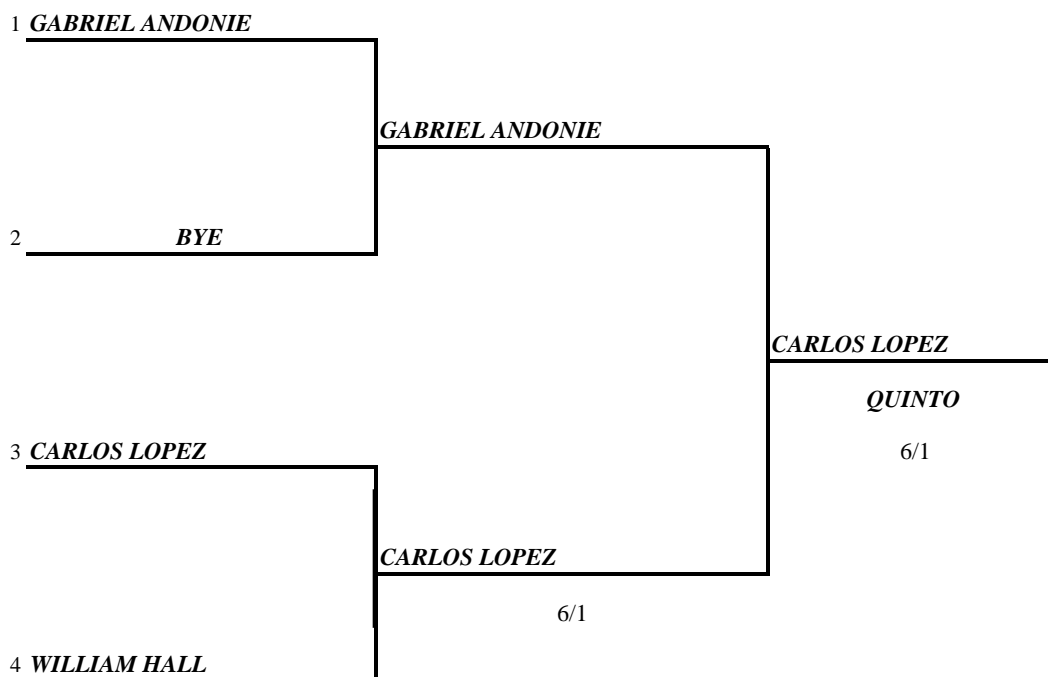 1 GABRIEL ANDONIE
GABRIEL ANDONIE
2 BYE
CARLOS LOPEZ
QUINTO
3 CARLOS LOPEZ
6/1
CARLOS LOPEZ
6/1
4 WILLIAM HALL